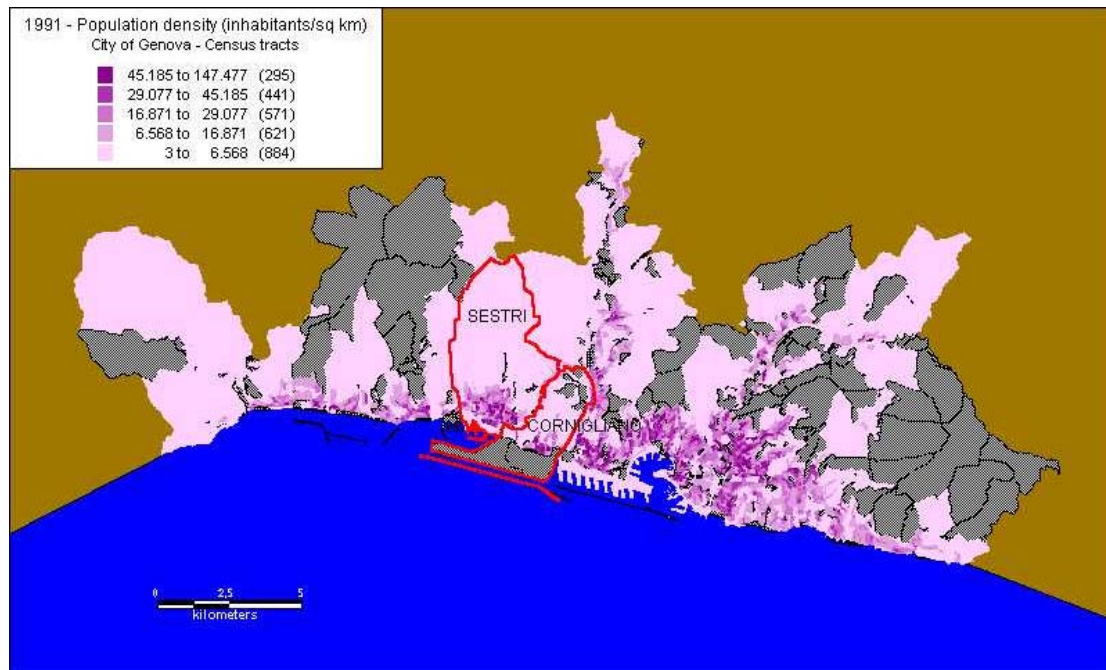 1991 - Population density (inhabitants/sq km)
City of Genova - Census tracts
45.185 to 147.477 (295)
29.077 to 45.185 (441)
16.871 to 29.077 (571)
6.568 to 16.871 (621)
3 to 6.568 (884)
SESTRI
CORNIGLIANO
0 2,5 5
kilometers